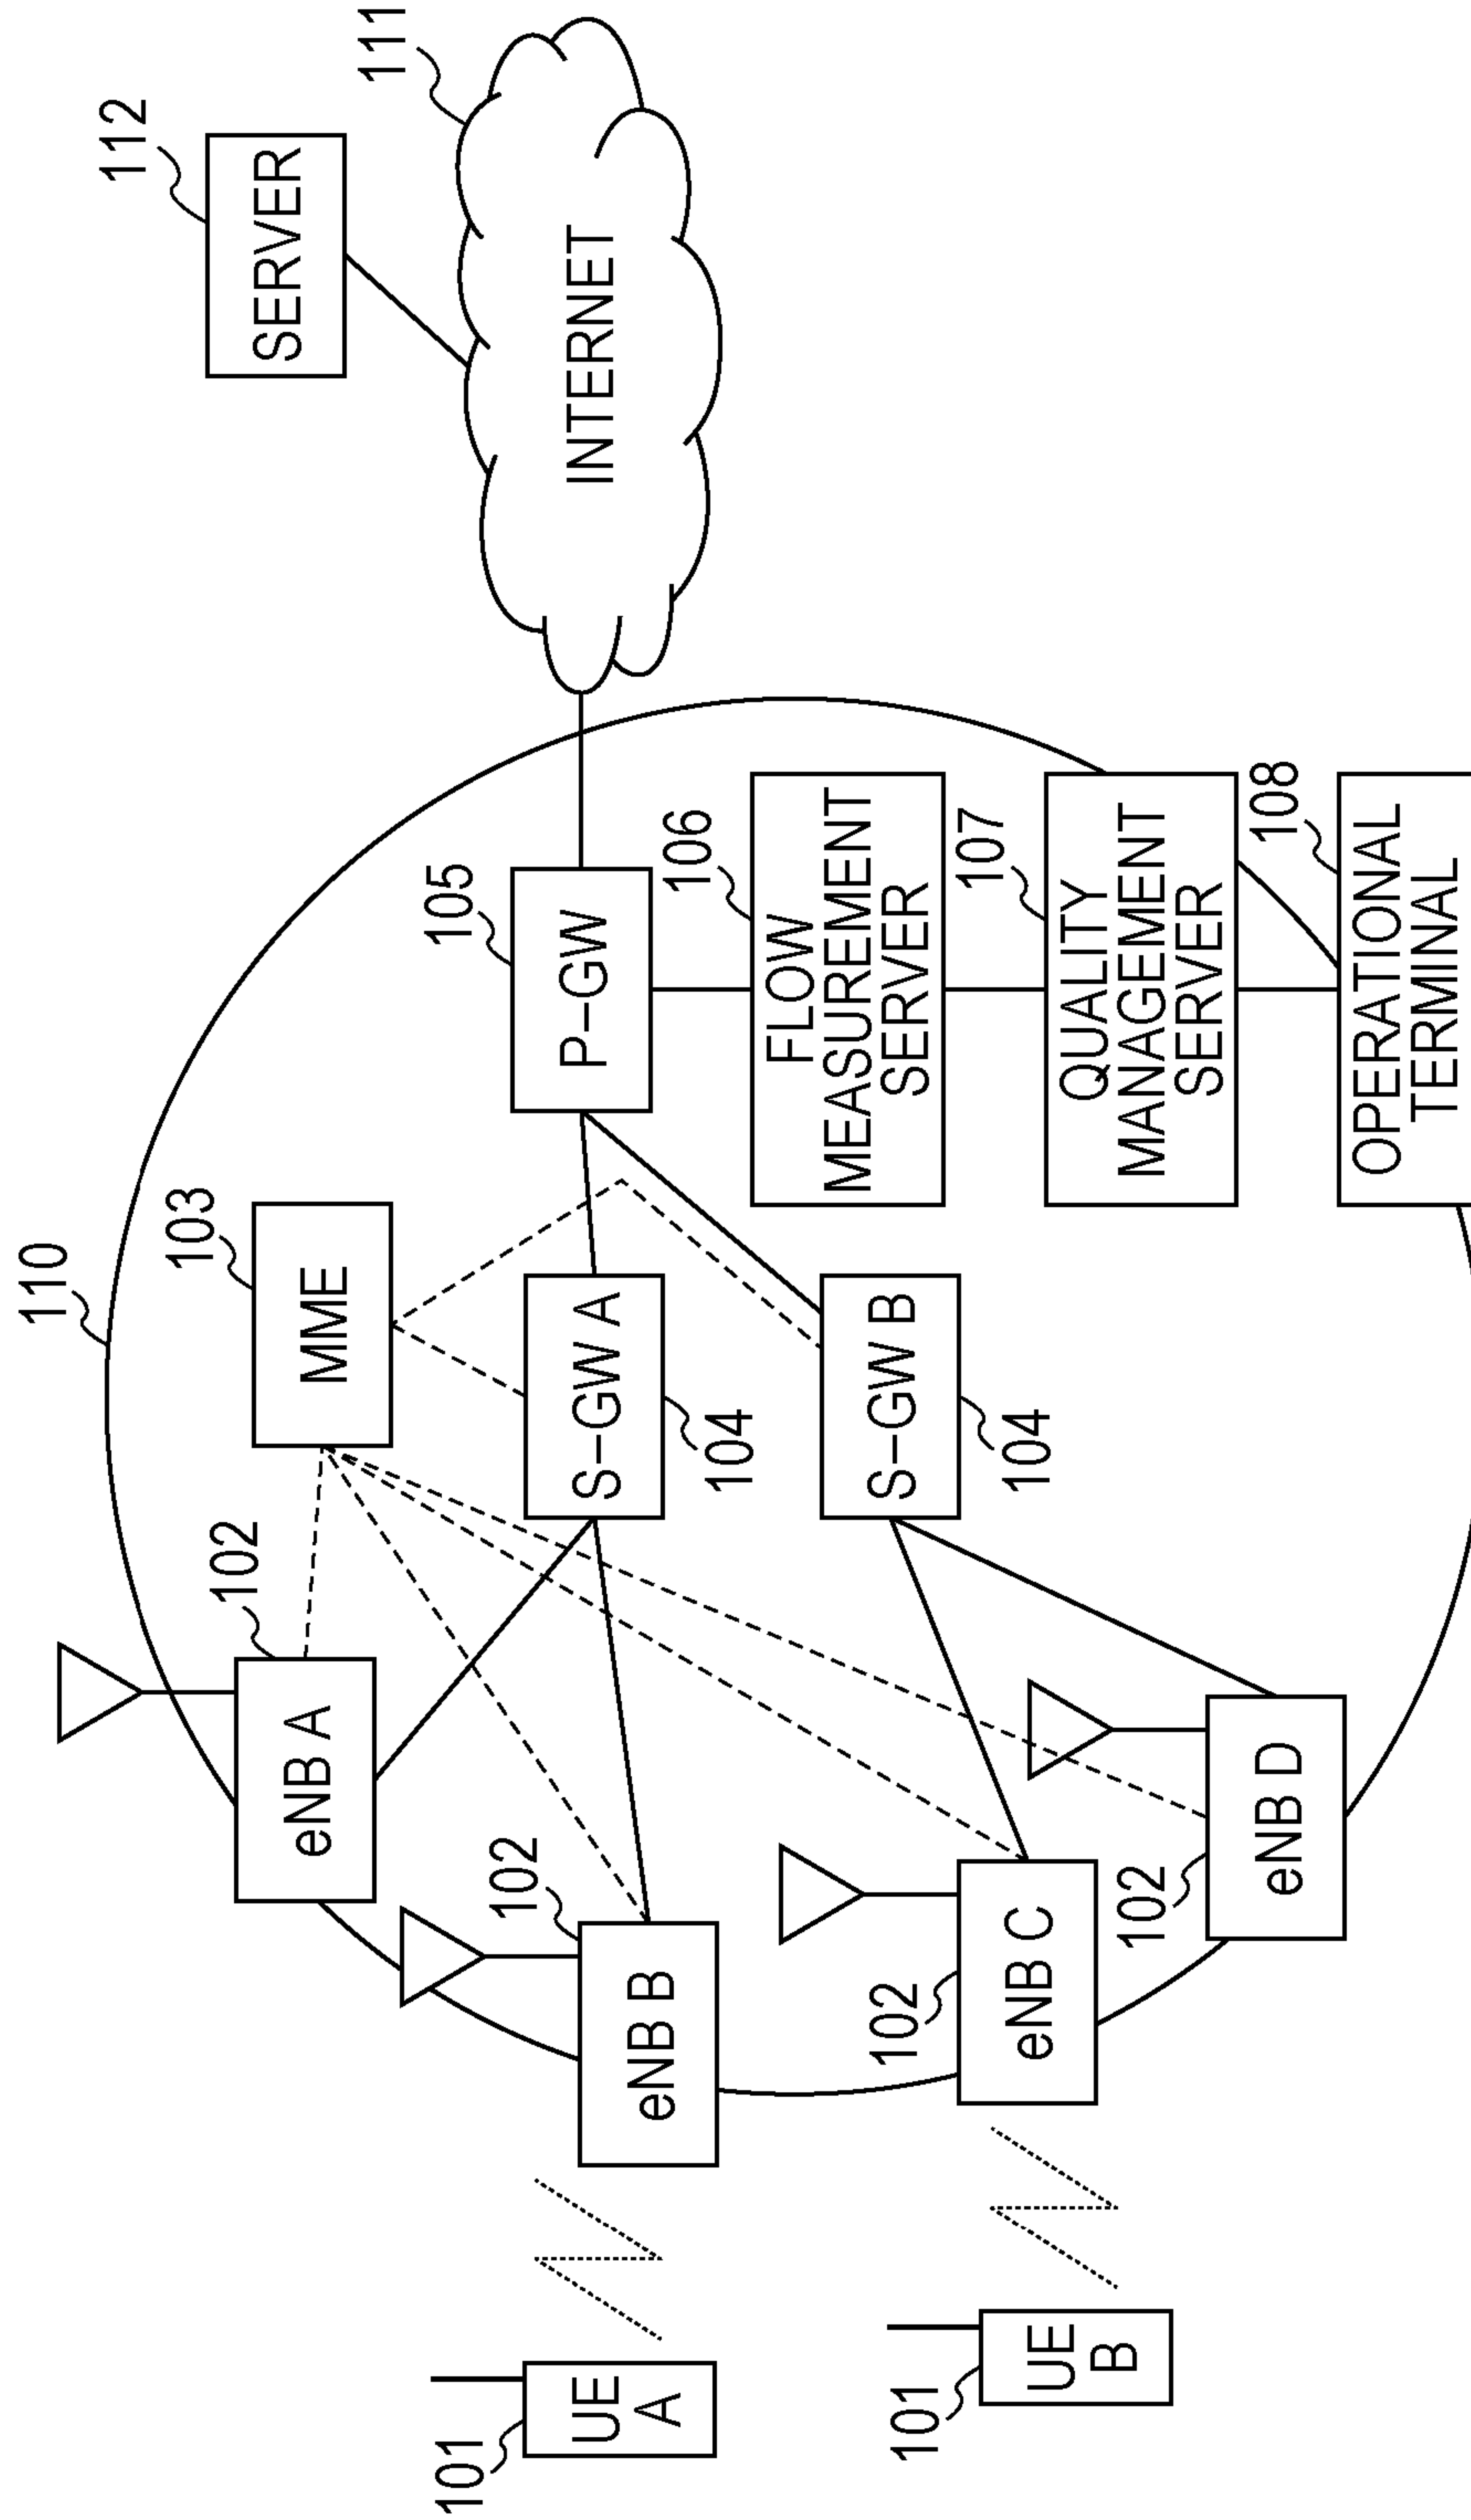 110
102
eNB A
103
MME
112
SERVER
111
INTERNET
101
UE
A
102
eNB B
S-GW A
104
105
P-GW
106
FLOW
MEASUREMENT
SERVER
101
UE
B
102
eNB C
S-GW B
104
107
QUALITY
MANAGEMENT
SERVER
102
eNB D
108
OPERATIONAL
TERMINAL